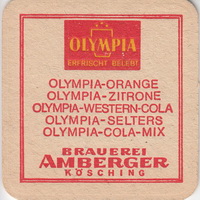 OLYMPIA
ERFRISCHT BELEBT
OLYMPIA-ORANGE
OLYMPIA-ZITRONE
OLYMPIA-WESTERN-COLA
OLYMPIA-SELTERS
OLYMPIA-COLA-MIX
BRAUEREI
AMBERGER
KÖSCHING